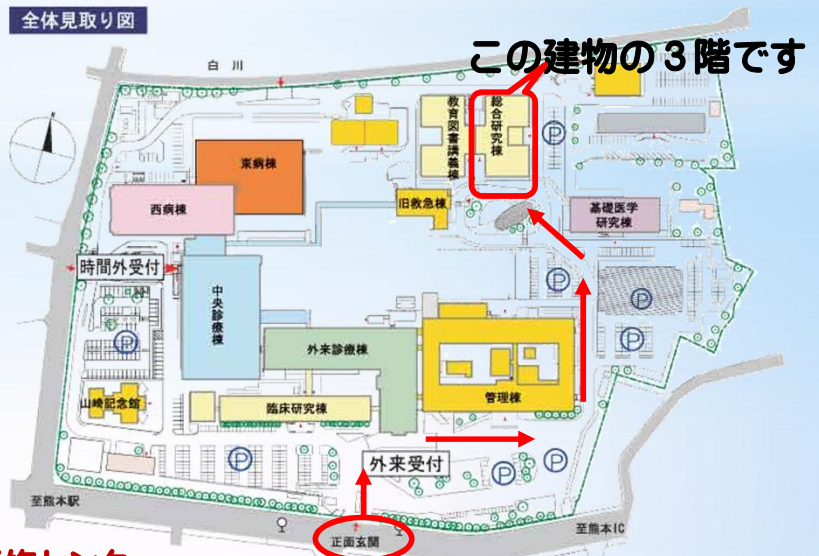 全体見取り図
この建物の３階です
白川
教育図書講義棟
総合研究棟
東病棟
西病棟
旧救急棟
基礎医学
研究棟
時間外受付
中央診療棟
外来診療棟
管理棟
山崎記念館
臨床研究棟
外来受付
至熊本駅
正面玄関
至熊本IC
P
P
P
P
P
P
P
P